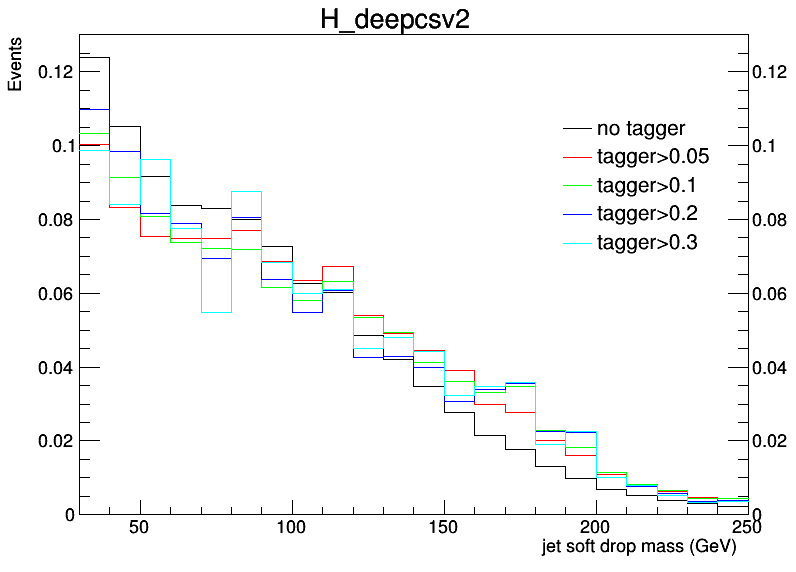 H_deepcsv2
Events
0.12
0.12
no tagger
0.1
0.1
tagger>0.05
tagger>0.1
0.08
tagger>0.2
0.08
tagger>0.3
0.06
0.06
0.04
0.04
0.02
0.02
0
0
50
100
150
200
250
jet soft drop mass (GeV)